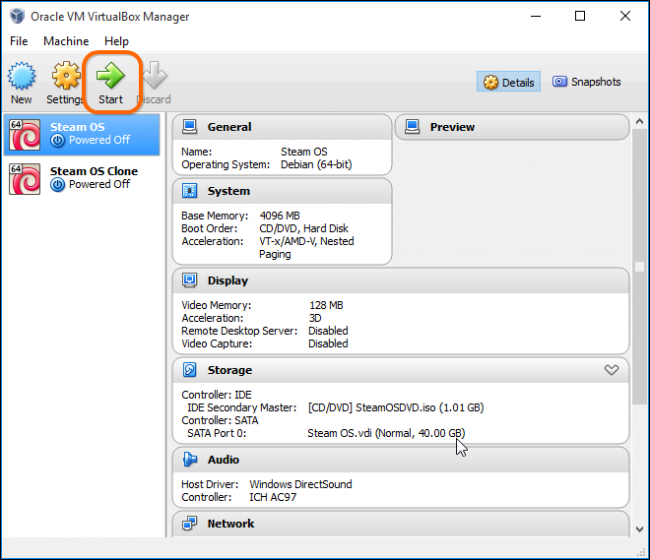 Oracle VM VirtualBox Manager
File Machine Help
New Settings Start Discard
Details Snapshots
64 Steam OS
Powered Off
64 Steam OS Clone
Powered Off
General
Name: Steam OS
Operating System: Debian (64-bit)
Preview
System
Base Memory: 4096 MB
Boot Order: CD/DVD, Hard Disk
Acceleration: VT-x/AMD-V, Nested
Paging
Display
Video Memory: 128 MB
Acceleration: 3D
Remote Desktop Server: Disabled
Video Capture: Disabled
Storage
Controller: IDE
IDE Secondary Master: [CD/DVD] SteamOSDVD.iso (1.01 GB)
Controller: SATA
SATA Port 0: Steam OS.vdi (Normal, 40.00 GB)
Audio
Host Driver: Windows DirectSound
Controller: ICH AC97
Network